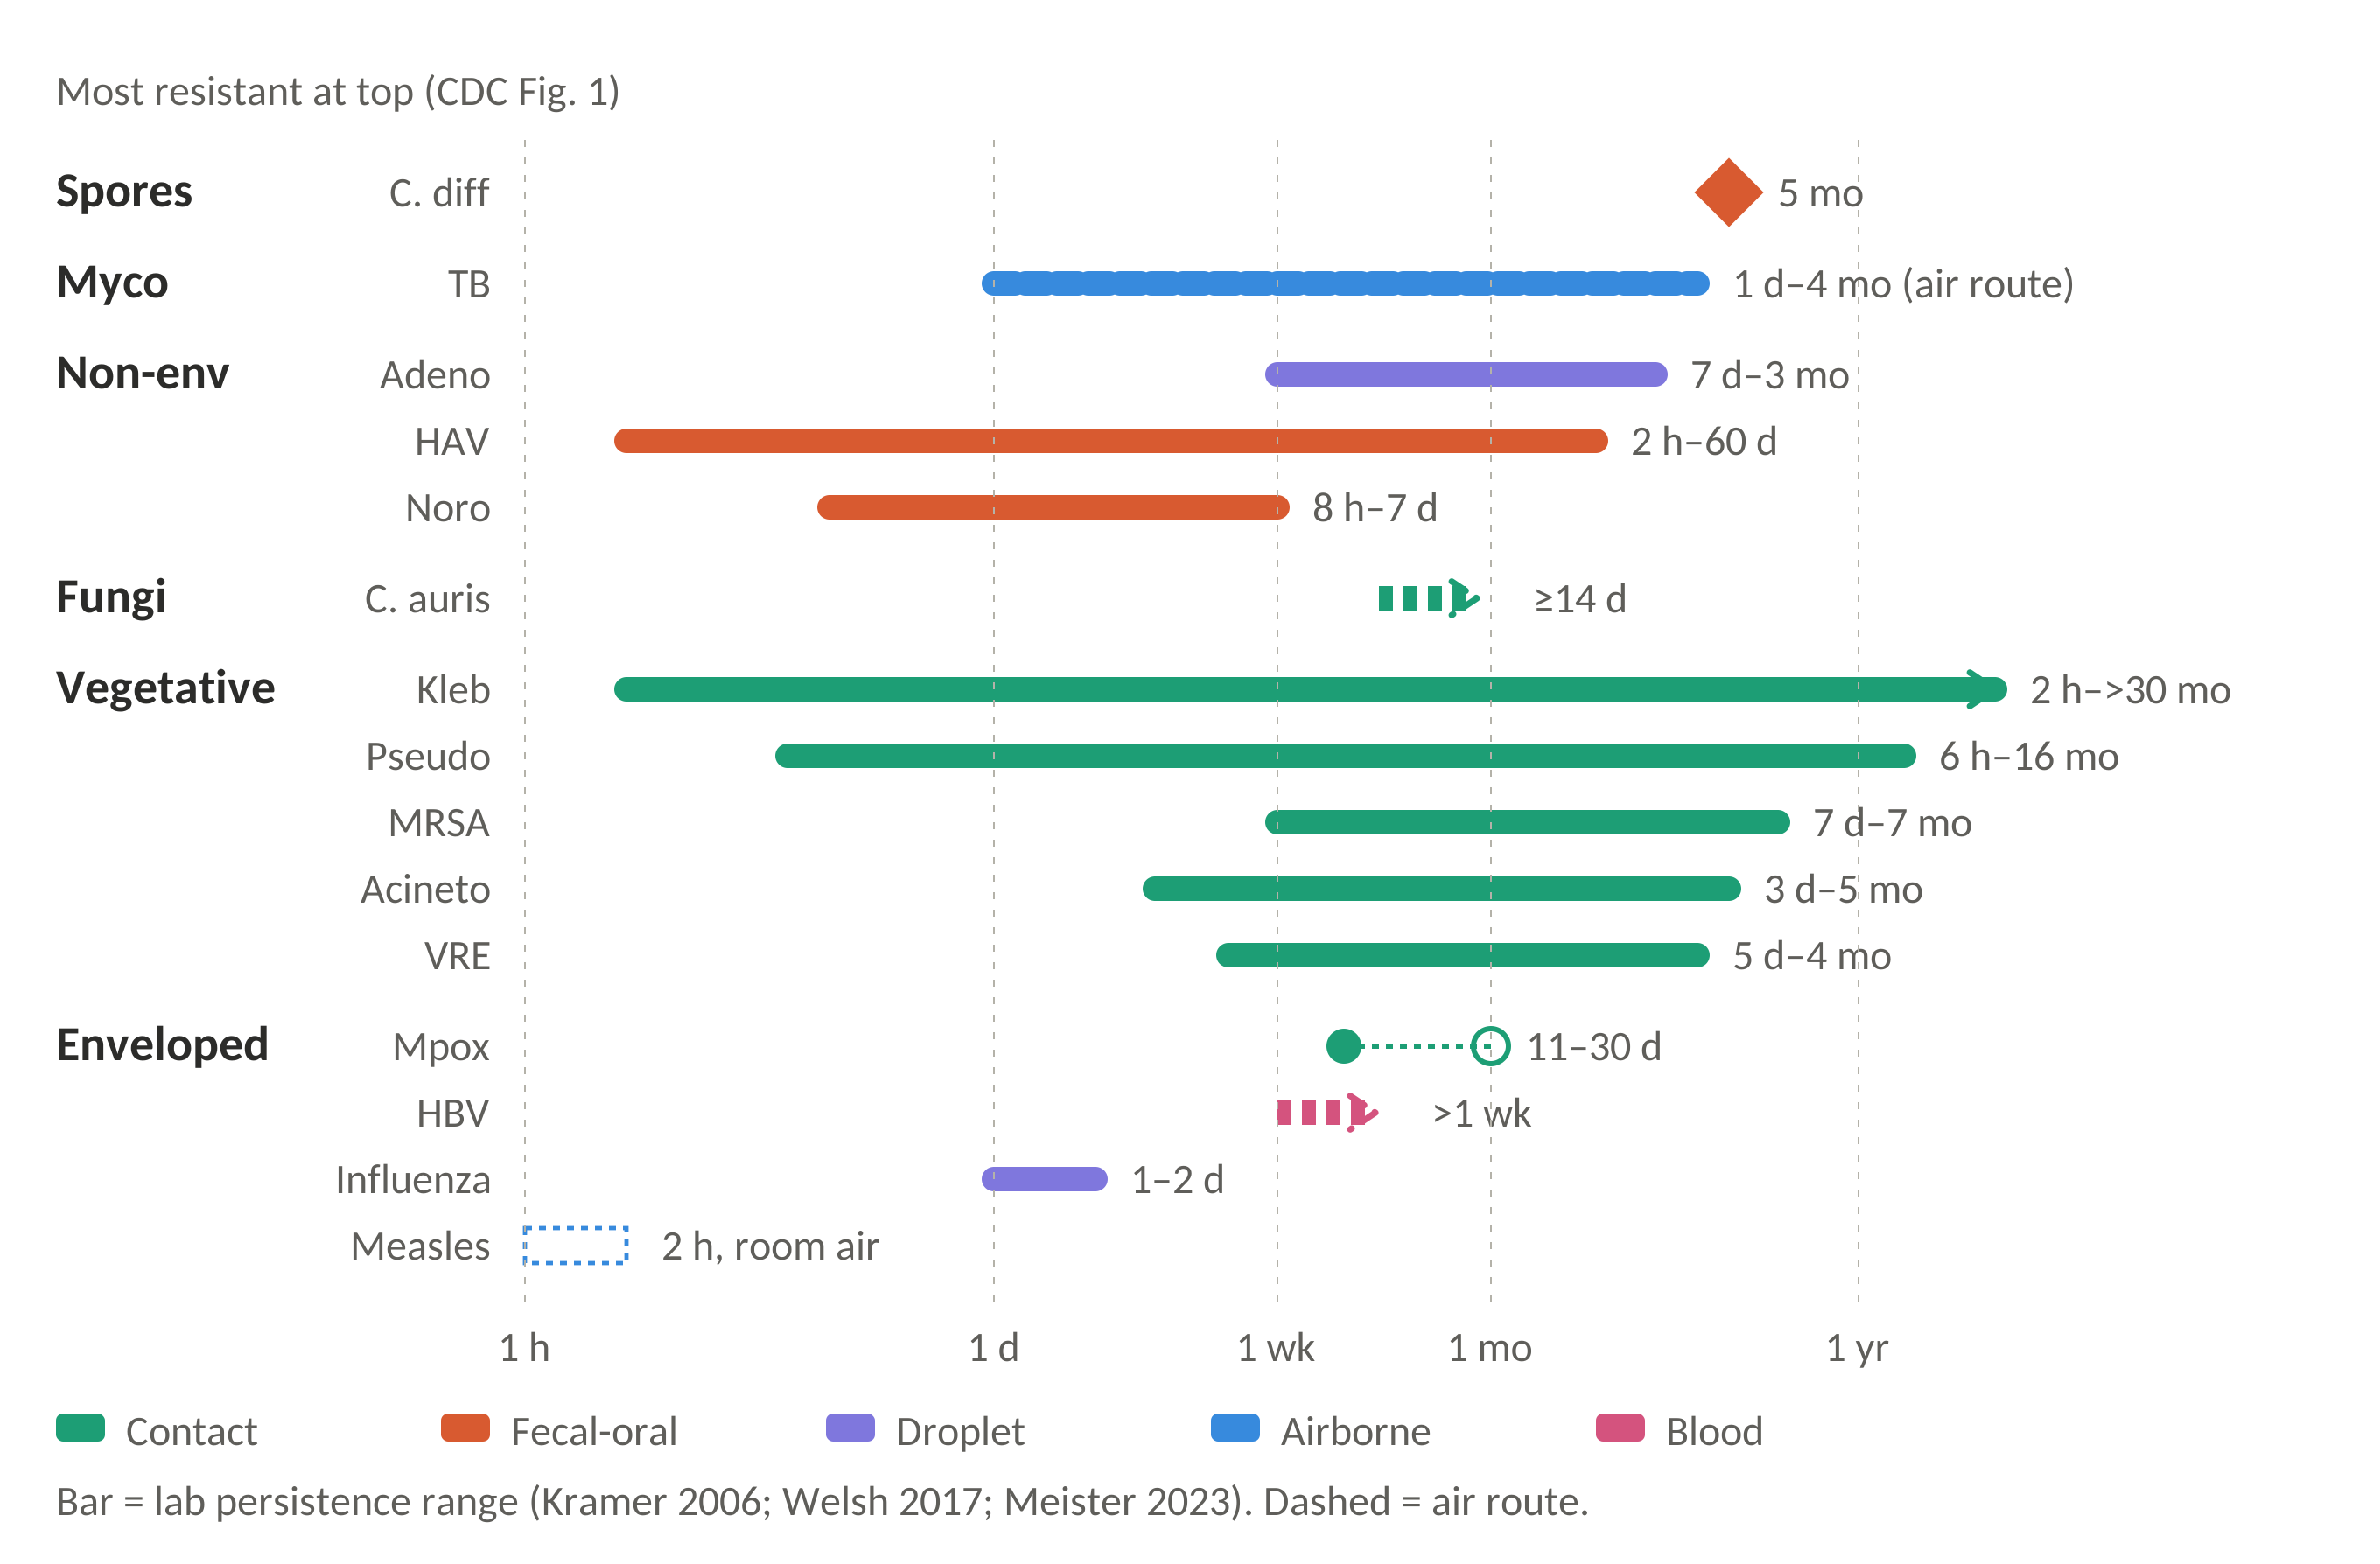 Most resistant at top (CDC Fig. 1)
Spores C. diff 5 mo
Myco TB 1 d–4 mo (air route)
Non-env Adeno 7 d–3 mo
HAV 2 h–60 d
Noro 8 h–7 d
Fungi C. auris ≥14 d
Vegetative Kleb 2 h–>30 mo
Pseudo 6 h–16 mo
MRSA 7 d–7 mo
Acineto 3 d–5 mo
VRE 5 d–4 mo
Enveloped Mpox 11–30 d
HBV >1 wk
Influenza 1–2 d
Measles 2 h, room air
1 h 1 d 1 wk 1 mo 1 yr
Contact Fecal-oral Droplet Airborne Blood
Bar = lab persistence range (Kramer 2006; Welsh 2017; Meister 2023). Dashed = air route.